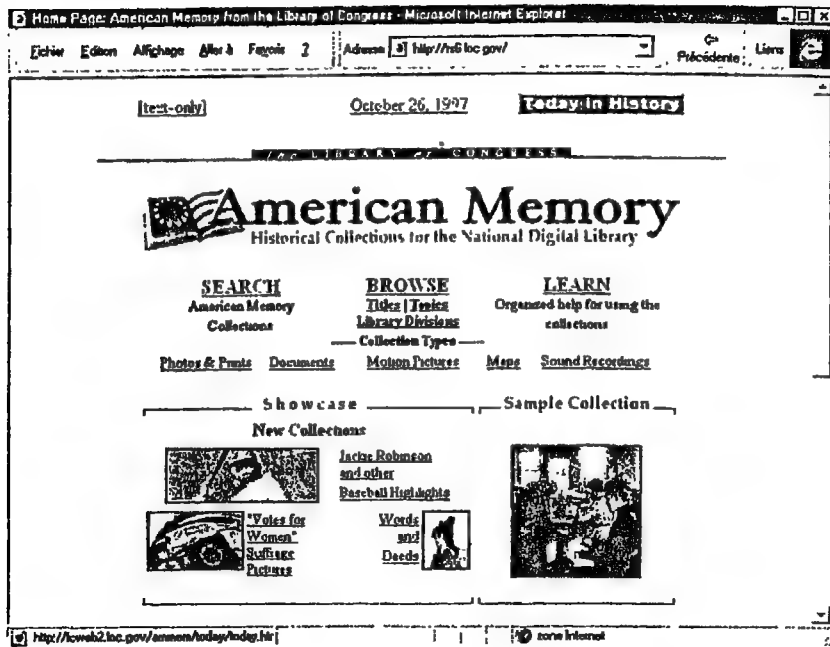 Home Page: American Memory from the Library of Congress - Microsoft Internet Explorer
Fichier Edition Affichage Aller à Favoris ? Adresse http://rs6.loc.gov/ Précédente Liens
[text-only] October 26, 1997 Today in History
The LIBRARY of CONGRESS
American Memory
Historical Collections for the National Digital Library
SEARCH BROWSE LEARN
American Memory Titles | Topics Organized help for using the
Collections Library Divisions collections
Collection Types
Photos & Prints Documents Motion Pictures Maps Sound Recordings
Showcase Sample Collection
New Collections
Jackie Robinson
and other
Baseball Highlights
"Votes for
Women"
Suffrage
Pictures
Words
and
Deeds
http://lcweb2.loc.gov/ammem/today/today.html zone Internet